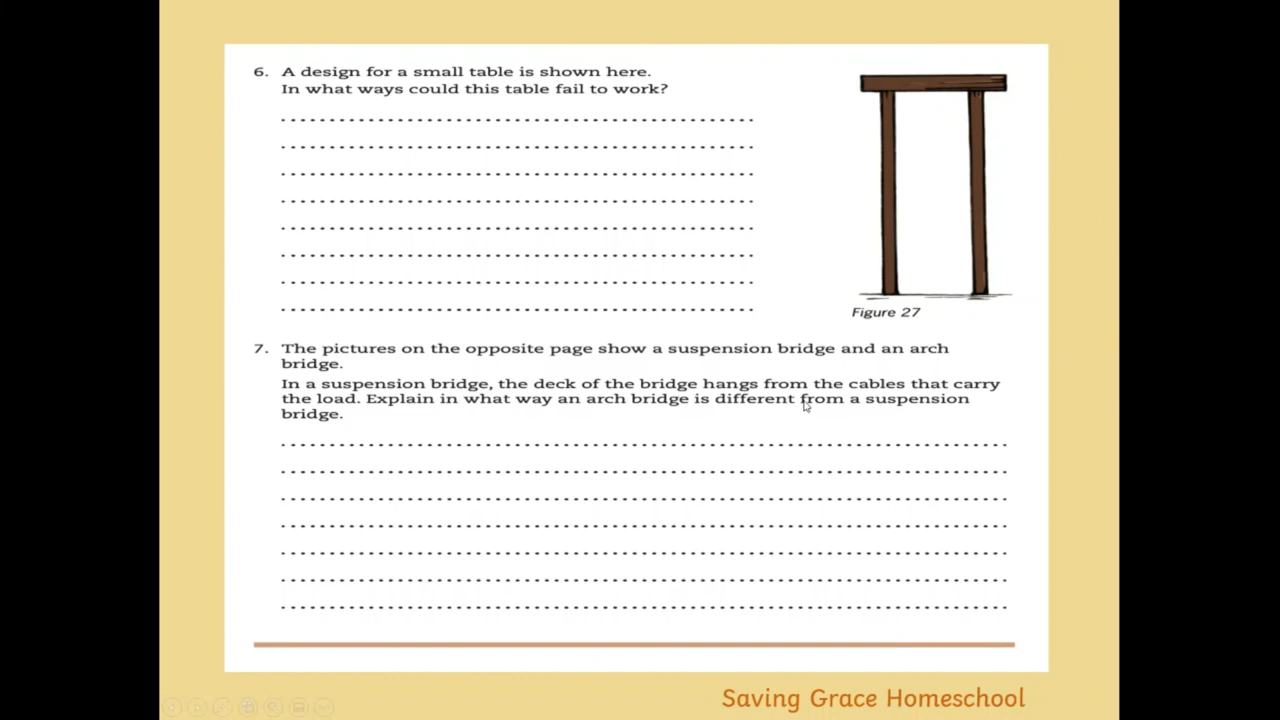 6. A design for a small table is shown here.
In what ways could this table fail to work?
Figure 27
7. The pictures on the opposite page show a suspension bridge and an arch
bridge.
In a suspension bridge, the deck of the bridge hangs from the cables that carry
the load. Explain in what way an arch bridge is different from a suspension
bridge.
Saving Grace Homeschool